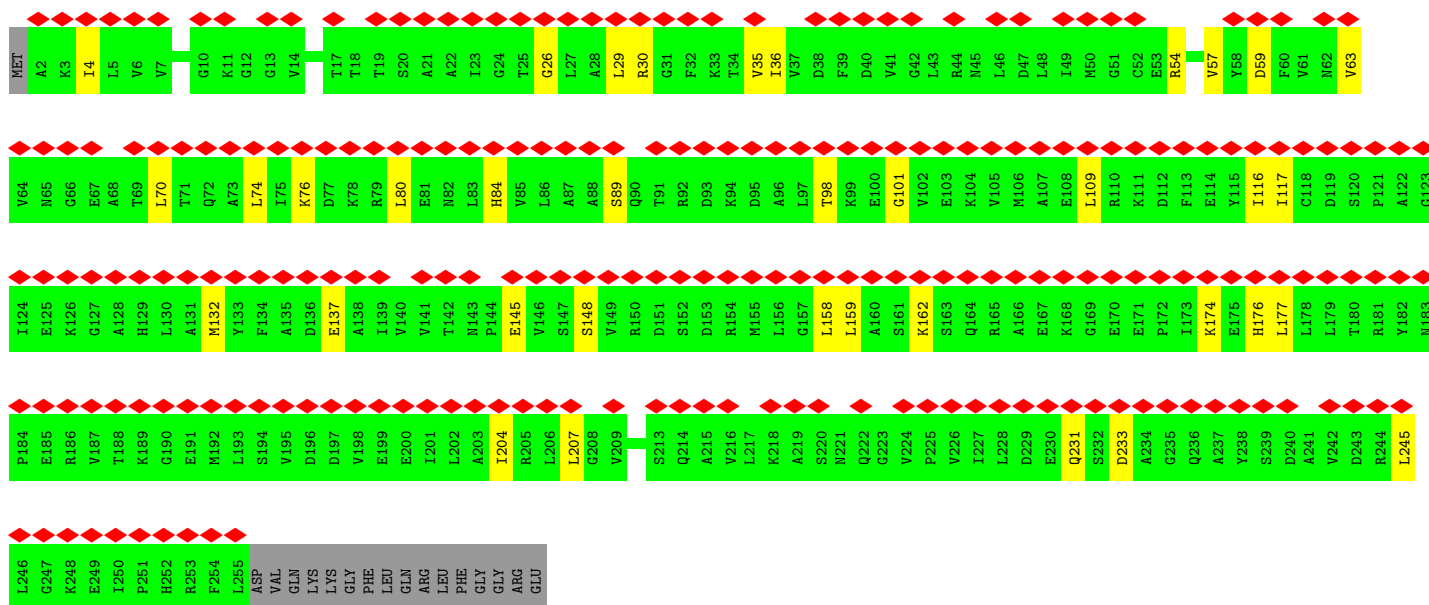 MET A2 K3 I4 L5 V6 V7 G10 K11 G12 G13 V14 T17 T18 T19 S20 A21 A22 I23 G24 T25 G26 L27 A28 L29 R30 G31 F32 K33 T34 V35 I36 V37 D38 F39 D40 V41 G42 L43 R44 N45 L46 D47 L48 I49 M50 G51 C52 E53 R54 V57 Y58 D59 F60 V61 N62 V63
V64 N65 G66 E67 A68 T69 L70 T71 Q72 A73 L74 I75 K76 D77 K78 R79 L80 E81 N82 L83 H84 V85 L86 A87 A88 S89 Q90 T91 R92 D93 K94 D95 A96 L97 T98 K99 E100 G101 V102 E103 K104 V105 M106 A107 E108 L109 R110 K111 D112 F113 E114 Y115 I116 I117 C118 D119 S120 P121 A122 G123
I124 E125 K126 G127 A128 H129 L130 A131 M132 Y133 F134 A135 D136 E137 A138 I139 V140 V141 T142 N143 P144 E145 V146 S147 S148 V149 R150 D151 S152 D153 R154 M155 L156 G157 L158 L159 A160 S161 K162 S163 Q164 R165 A166 E167 K168 G169 E170 E171 P172 I173 K174 E175 H176 L177 L178 L179 T180 R181 Y182 N183
P184 E185 R186 V187 T188 K189 G190 E191 M192 L193 S194 V195 D196 D197 V198 E199 E200 I201 L202 A203 I204 R205 L206 L207 G208 V209 S213 Q214 A215 V216 L217 K218 A219 S220 N221 Q222 G223 V224 P225 V226 I227 L228 D229 E230 Q231 S232 D233 A234 G235 Q236 A237 Y238 S239 D240 A241 V242 D243 R244 L245
L246 G247 K248 E249 I250 P251 H252 R253 F254 L255 ASP VAL GLN LYS LYS GLY PHE LEU GLN ARG LEU PHE GLY GLY ARG GLU